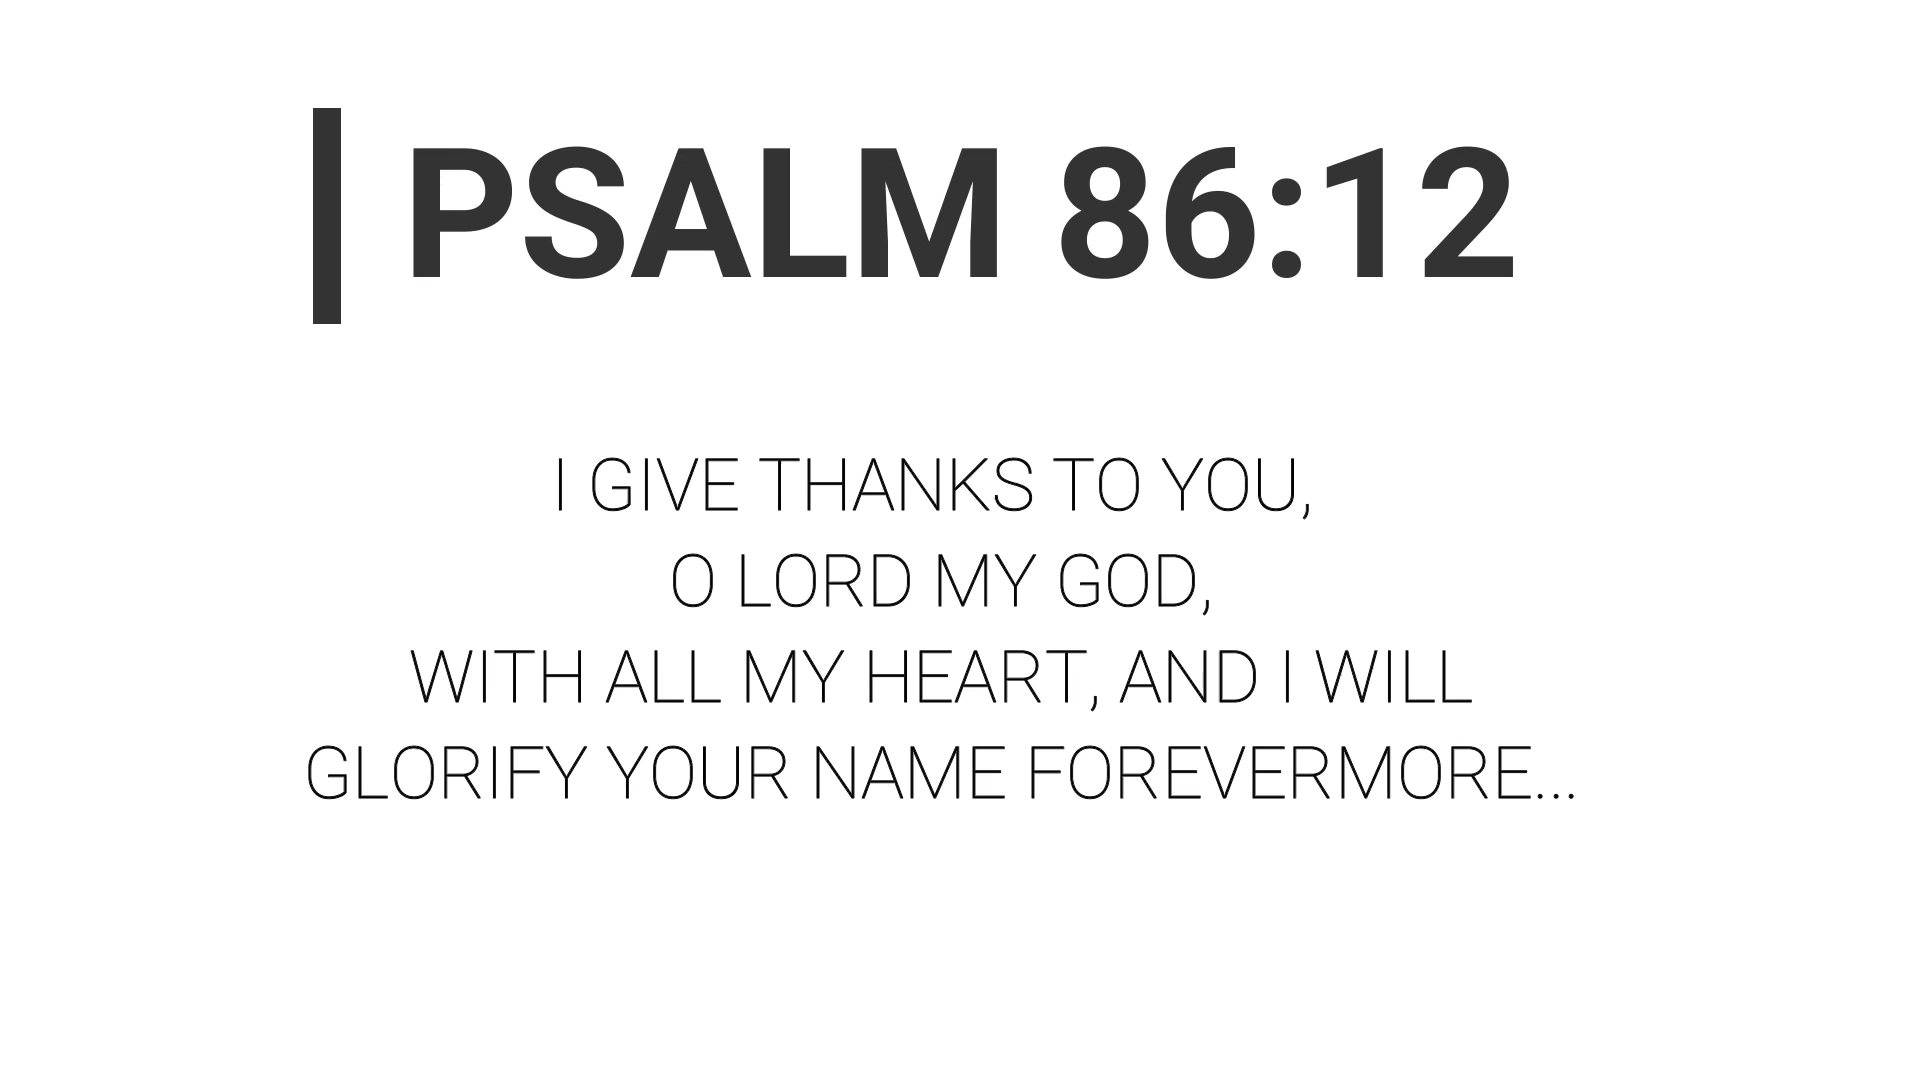 PSALM 86:12
I GIVE THANKS TO YOU,
O LORD MY GOD,
WITH ALL MY HEART, AND I WILL
GLORIFY YOUR NAME FOREVERMORE...